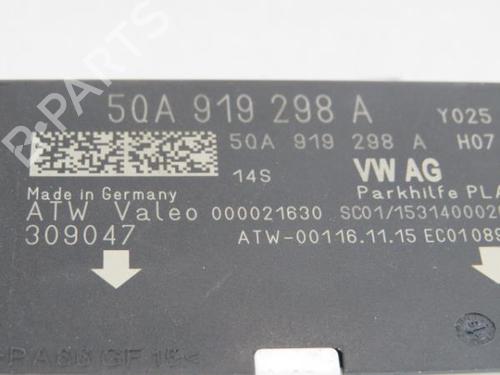 5QA 919 298 A Y025
5QA 919 298 A H07
14S VW AG
Made in Germany Parkhilfe PLA
ATW Valeo 000021630 SC01/1531400020
309047 ATW-00116.11.15 EC01089
B-PARTS